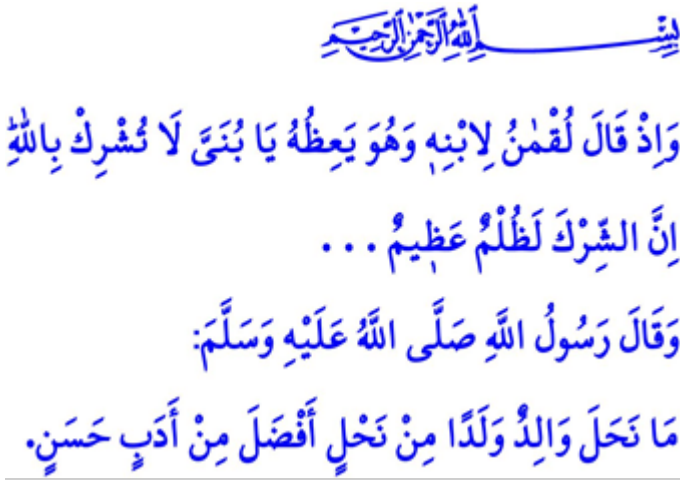 بِسْمِ اللّٰهِ الرَّحْمٰنِ الرَّحِيمِ
وَاِذْ قَالَ لُقْمٰنُ لِابْنِه۪ وَهُوَ يَعِظُهُ يَا بُنَىَّ لَا تُشْرِكْ بِاللّٰهِۜ
اِنَّ الشِّرْكَ لَظُلْمٌ عَظ۪يمٌ . . .
وَقَالَ رَسُولُ اللَّهِ صَلَّى اللَّهُ عَلَيْهِ وَسَلَّمَ:
مَا نَحَلَ وَالِدٌ وَلَدًا مِنْ نَحْلٍ أَفْضَلَ مِنْ أَدَبٍ حَسَنٍ.